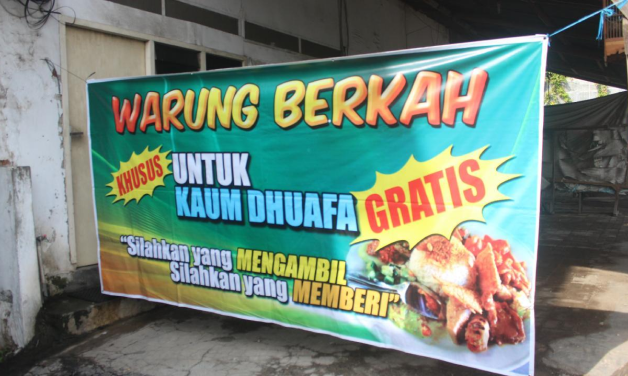 WARUNG BERKAH
KHUSUS
UNTUK
KAUM DHUAFA
GRATIS
"Silahkan yang MENGAMBIL
Silahkan yang MEMBERI"